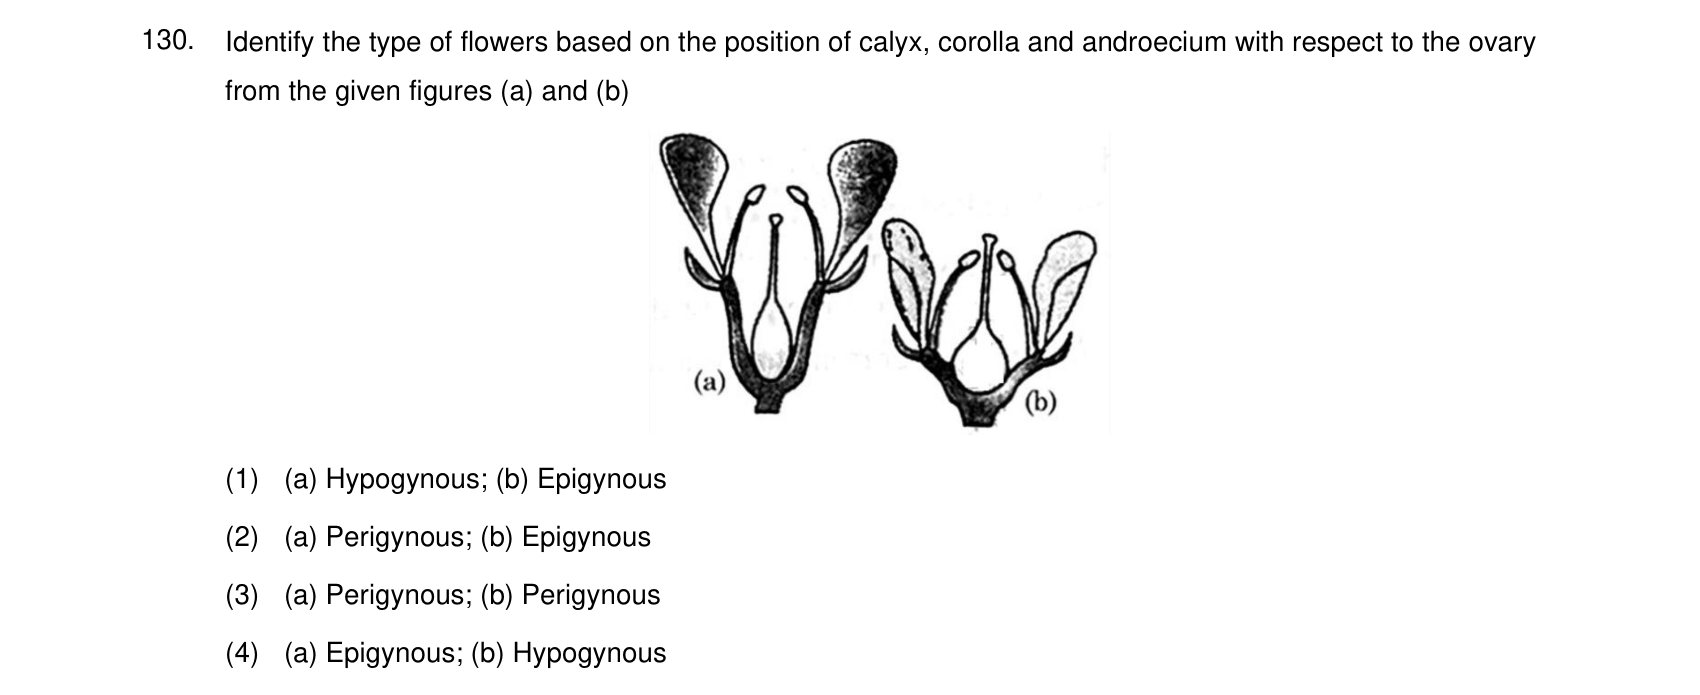 130. Identify the type of flowers based on the position of calyx, corolla and androecium with respect to the ovary
from the given figures (a) and (b)
(a)
(b)
(1) (a) Hypogynous; (b) Epigynous
(2) (a) Perigynous; (b) Epigynous
(3) (a) Perigynous; (b) Perigynous
(4) (a) Epigynous; (b) Hypogynous